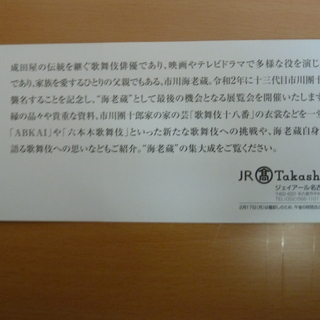 成田屋の伝統を継ぐ歌舞伎俳優であり、映画やテレビドラマで多様な役を演じ
であり、家族を愛するひとりの父親でもある、市川海老蔵。令和2年に十三代目市川團十
襲名することを記念し、“海老蔵”として最後の機会となる展覧会を開催いたします
縁の品々や貴重な資料、市川團十郎家の家の芸「歌舞伎十八番」の衣裳などを一堂
「ABKAI」や「六本木歌舞伎」といった新たな歌舞伎への挑戦や、海老蔵自身
語る歌舞伎への思いなどもご紹介。“海老蔵”の集大成をご覧ください。
JR 髙 Takash
ジェイアール名古